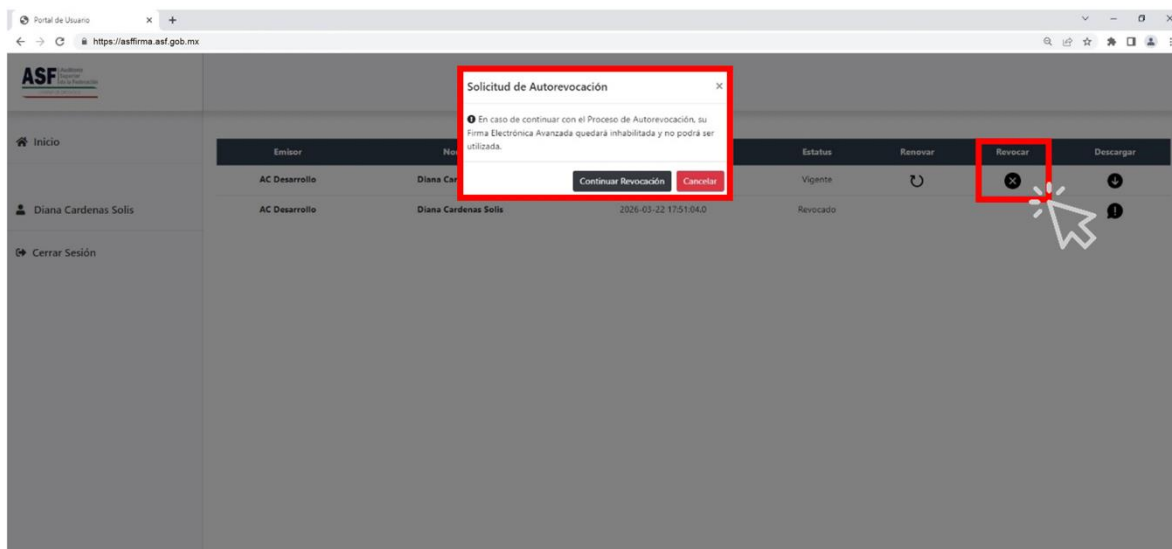 Portal de Usuario
https://asffirma.asf.gob.mx
ASF
Solicitud de Autorevocación
En caso de continuar con el Proceso de Autorevocación, su
Firma Electrónica Avanzada quedará inhabilitada y no podrá ser
utilizada.
Continuar Revocación Cancelar
Inicio
Diana Cardenas Solis
Cerrar Sesión
Emisor Estatus Renovar Revocar Descargar
AC Desarrollo Diana Vigente
AC Desarrollo Diana Cardenas Solis 2026-03-22 17:51:04.0 Revocado